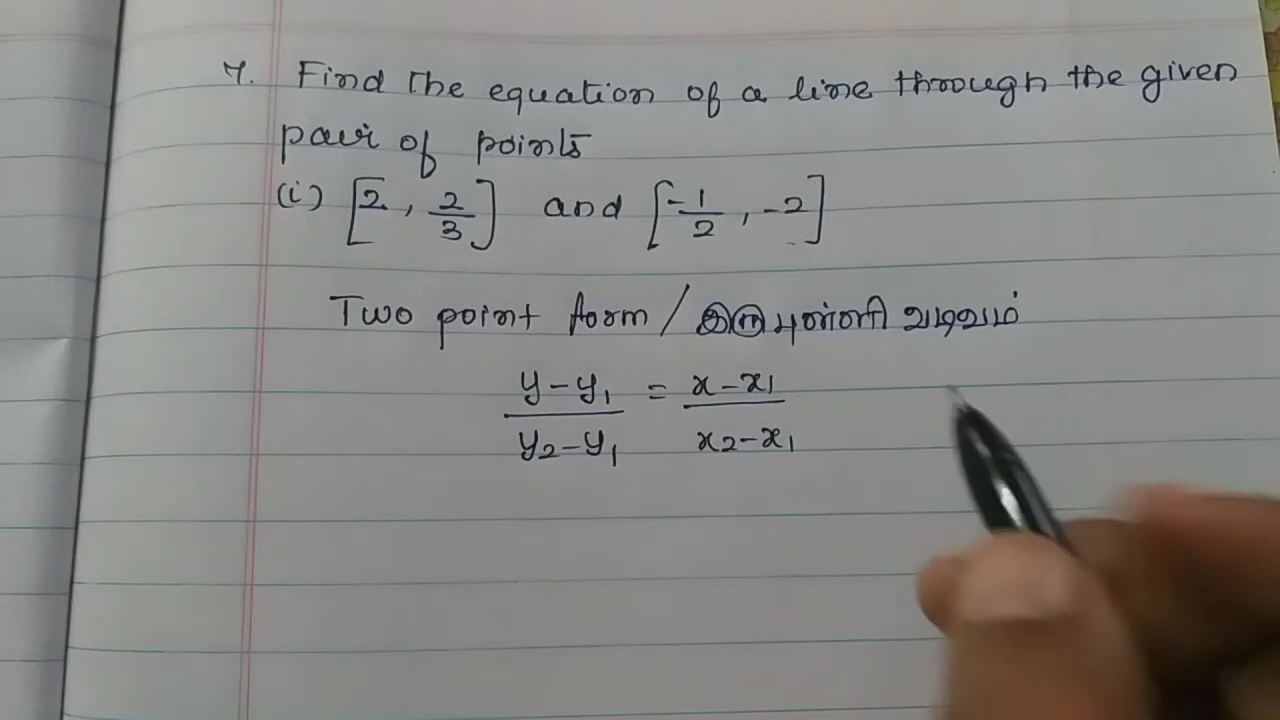 7. Find The equation of a line through the given
pair of points
(i) [2, 2/3] and [-1/2, -2]
Two point form / இரு புள்ளி வடிவம்
y-y₁ / y₂-y₁ = x-x₁ / x₂-x₁